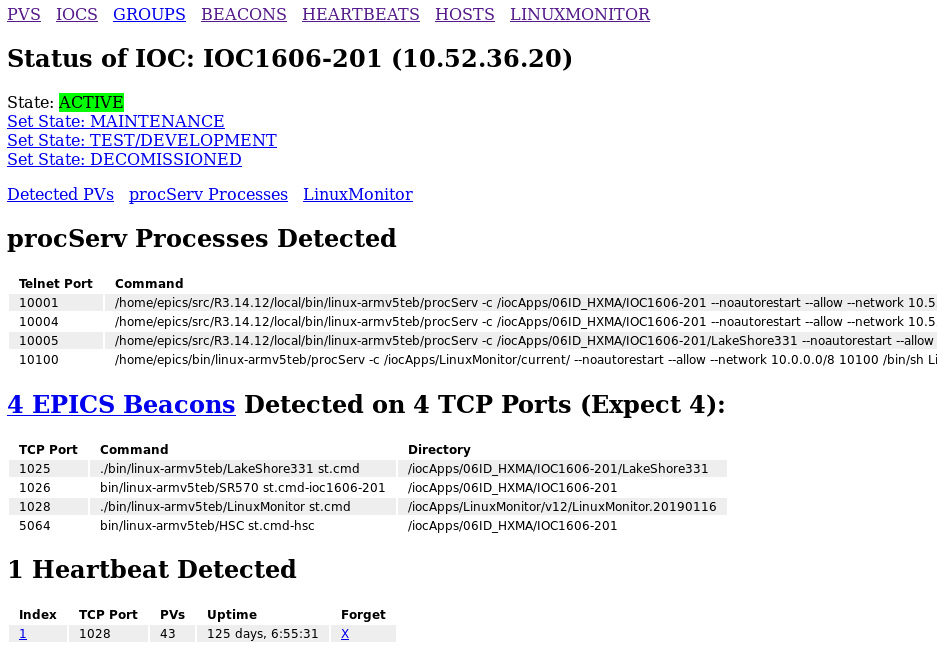 PVS IOCS GROUPS BEACONS HEARTBEATS HOSTS LINUXMONITOR
Status of IOC: IOC1606-201 (10.52.36.20)
State: ACTIVE
Set State: MAINTENANCE
Set State: TEST/DEVELOPMENT
Set State: DECOMISSIONED
Detected PVs procServ Processes LinuxMonitor
procServ Processes Detected
Telnet Port Command
10001 /home/epics/src/R3.14.12/local/bin/linux-armv5teb/procServ -c /iocApps/06ID_HXMA/IOC1606-201 --noautorestart --allow --network 10.5
10004 /home/epics/src/R3.14.12/local/bin/linux-armv5teb/procServ -c /iocApps/06ID_HXMA/IOC1606-201 --noautorestart --allow --network 10.5
10005 /home/epics/src/R3.14.12/local/bin/linux-armv5teb/procServ -c /iocApps/06ID_HXMA/IOC1606-201/LakeShore331 --noautorestart --allow
10100 /home/epics/bin/linux-armv5teb/procServ -c /iocApps/LinuxMonitor/current/ --noautorestart --allow --network 10.0.0.0/8 10100 /bin/sh Li
4 EPICS Beacons Detected on 4 TCP Ports (Expect 4):
TCP Port Command Directory
1025 ./bin/linux-armv5teb/LakeShore331 st.cmd /iocApps/06ID_HXMA/IOC1606-201/LakeShore331
1026 bin/linux-armv5teb/SR570 st.cmd-ioc1606-201 /iocApps/06ID_HXMA/IOC1606-201
1028 ./bin/linux-armv5teb/LinuxMonitor st.cmd /iocApps/LinuxMonitor/v12/LinuxMonitor.20190116
5064 bin/linux-armv5teb/HSC st.cmd-hsc /iocApps/06ID_HXMA/IOC1606-201
1 Heartbeat Detected
Index TCP Port PVs Uptime Forget
1 1028 43 125 days, 6:55:31 X